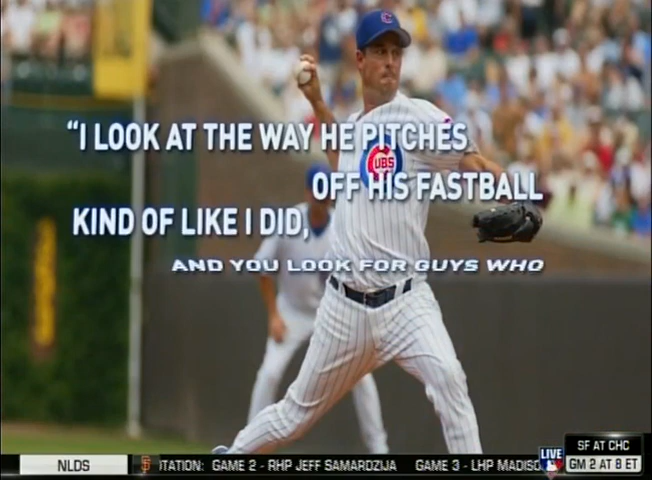 "I LOOK AT THE WAY HE PITCHES
OFF HIS FASTBALL
KIND OF LIKE I DID,
AND YOU LOOK FOR GUYS WHO
C
UBS
NLDS
ITATION: GAME 2 - RHP JEFF SAMARDZIJA GAME 3 - LHP MADISO
LIVE
SF AT CHC
GM 2 AT 8 ET